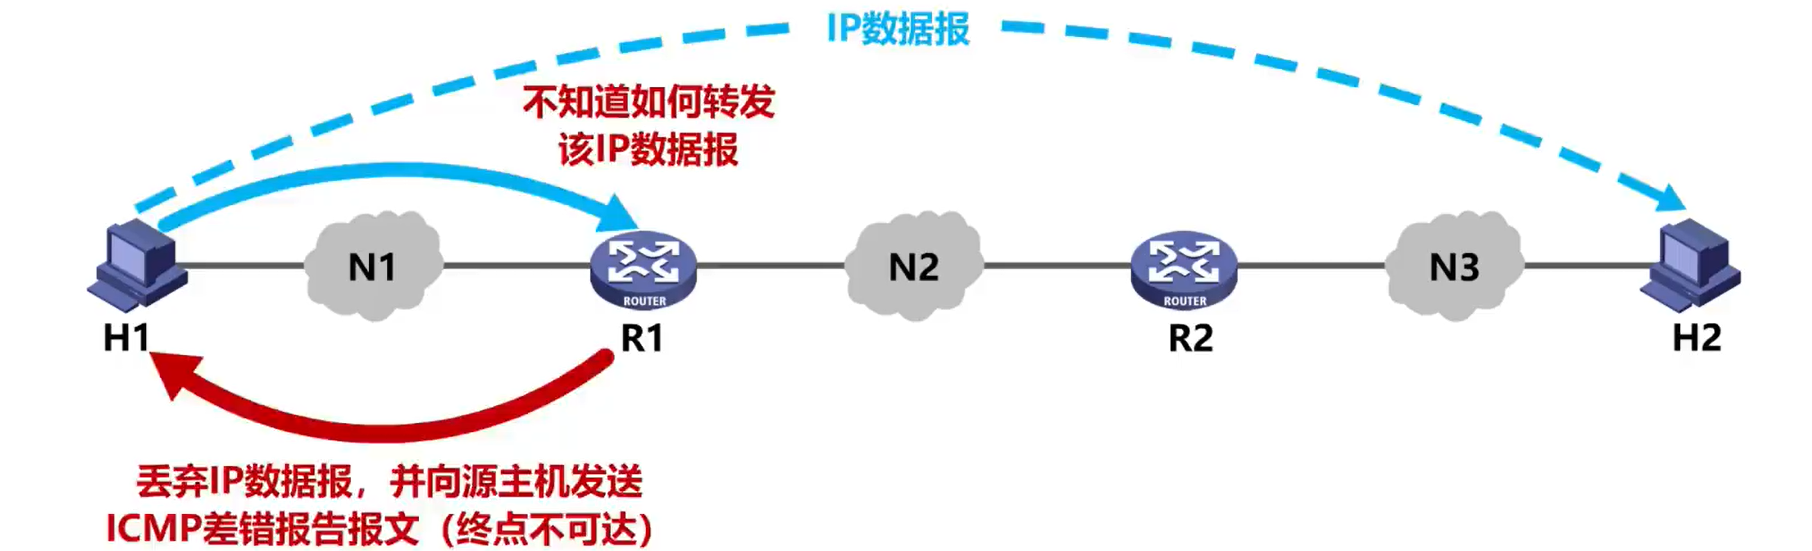 IP数据报
不知道如何转发
该IP数据报
N1
ROUTER
N2
ROUTER
N3
H1
R1
R2
H2
丢弃IP数据报，并向源主机发送
ICMP差错报告报文（终点不可达）